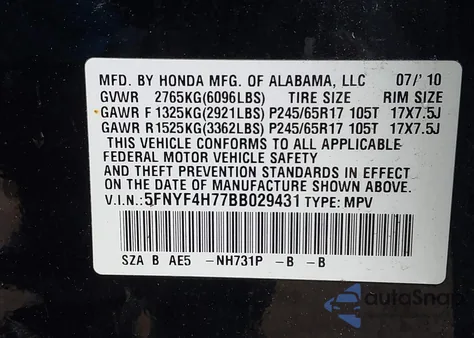 MFD. BY HONDA MFG. OF ALABAMA, LLC 07/'10
GVWR 2765KG(6096LBS) TIRE SIZE RIM SIZE
GAWR F 1325KG(2921LBS) P245/65R17 105T 17X7.5J
GAWR R1525KG(3362LBS) P245/65R17 105T 17X7.5J
THIS VEHICLE CONFORMS TO ALL APPLICABLE
FEDERAL MOTOR VEHICLE SAFETY
AND THEFT PREVENTION STANDARDS IN EFFECT
ON THE DATE OF MANUFACTURE SHOWN ABOVE.
V.I.N.:5FNYF4H77BB029431 TYPE: MPV
SZA B AE5 -NH731P -B -B
autoSnap